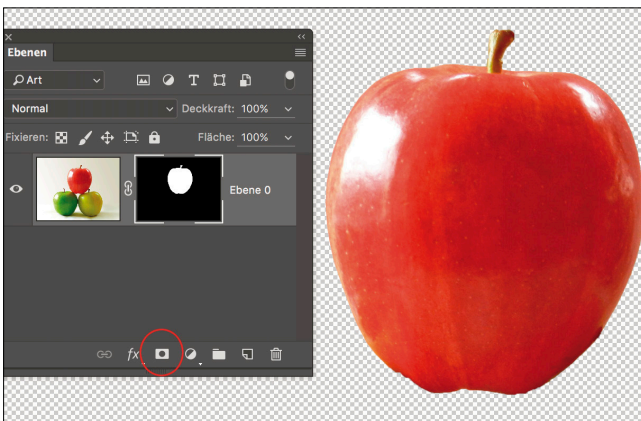 Ebenen
Art
Normal Deckkraft: 100%
Fixieren: Fläche: 100%
Ebene 0
fx